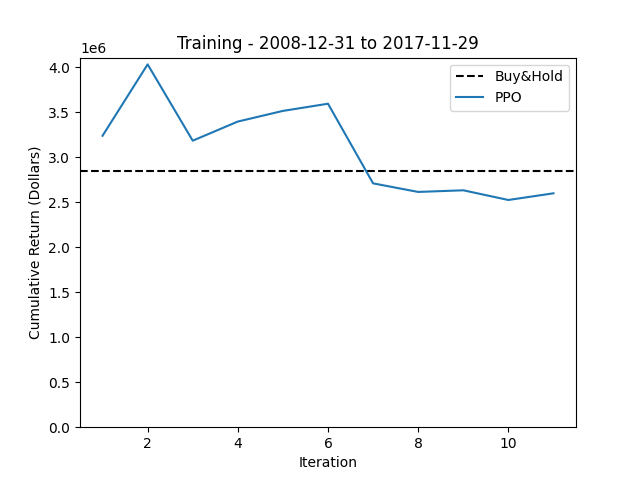 Training - 2008-12-31 to 2017-11-29
1e6
Buy&Hold
PPO
Cumulative Return (Dollars)
4.0
3.5
3.0
2.5
2.0
1.5
1.0
0.5
0.0
2 4 6 8 10
Iteration